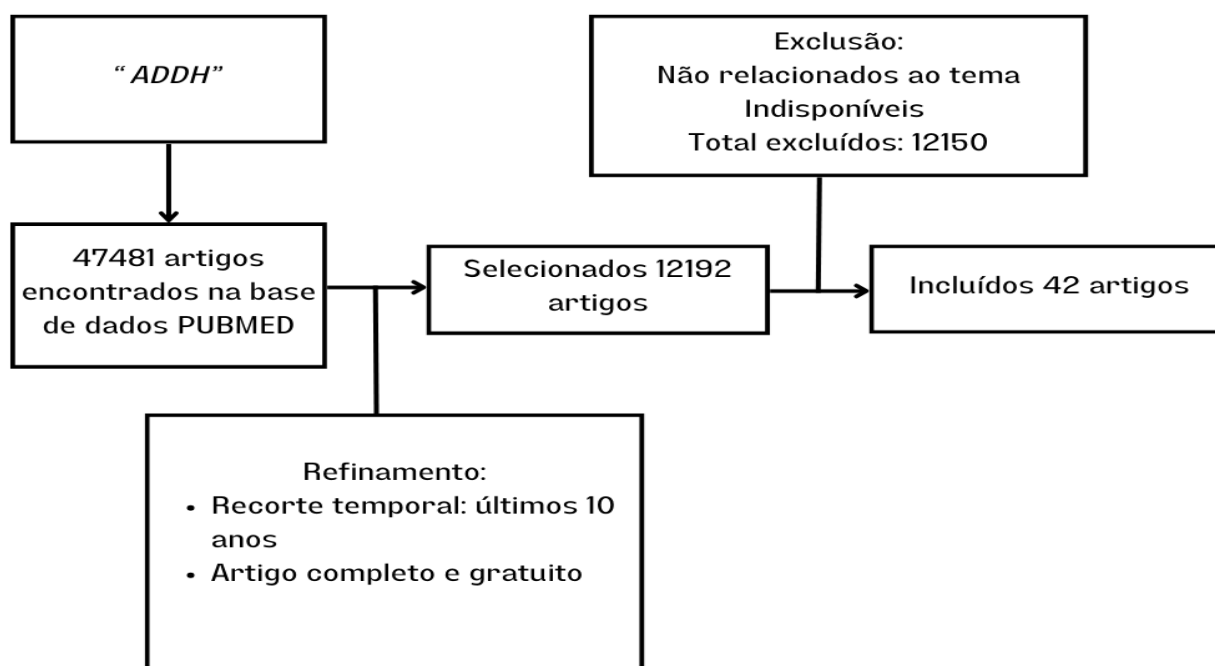 “ ADDH”
47481 artigos
encontrados na base
de dados PUBMED
Refinamento:
• Recorte temporal: últimos 10
anos
• Artigo completo e gratuito
Selecionados 12192
artigos
Exclusão:
Não relacionados ao tema
Indisponíveis
Total excluídos: 12150
Incluídos 42 artigos